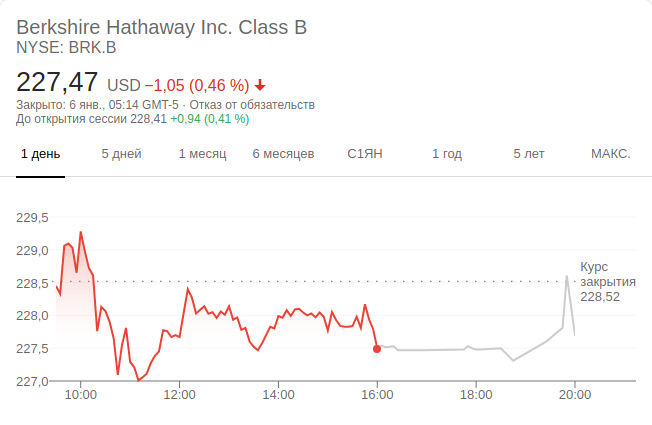 Berkshire Hathaway Inc. Class B
NYSE: BRK.B
227,47 USD −1,05 (0,46 %)
Закрыто: 6 янв., 05:14 GMT-5 · Отказ от обязательств
До открытия сессии 228,41 +0,94 (0,41 %)
1 день 5 дней 1 месяц 6 месяцев С1ЯН 1 год 5 лет МАКС.
229,5
229,0
228,5
228,0
227,5
227,0
Курс
закрытия
228,52
10:00 12:00 14:00 16:00 18:00 20:00